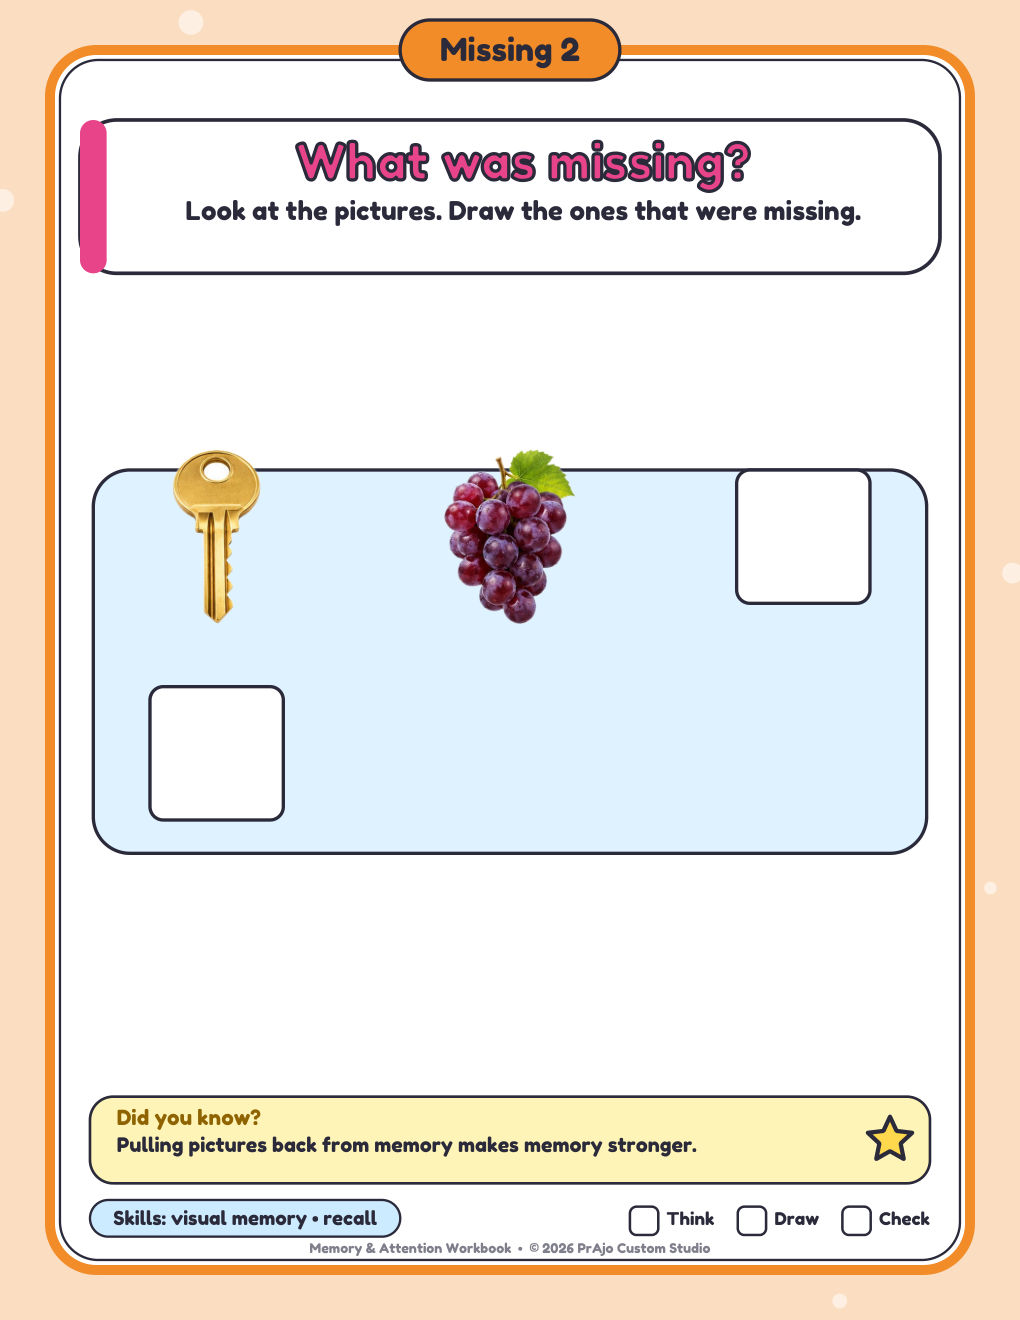 Missing 2
What was missing?
Look at the pictures. Draw the ones that were missing.
Did you know?
Pulling pictures back from memory makes memory stronger.
Skills: visual memory • recall
Think
Draw
Check
Memory & Attention Workbook • © 2026 PrAjo Custom Studio